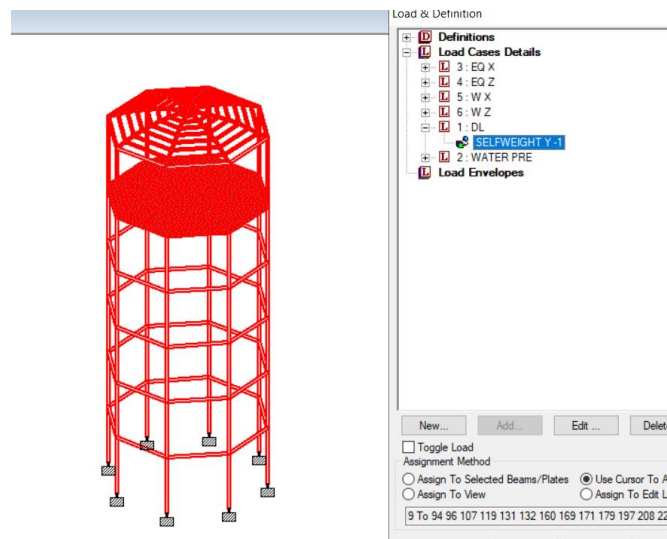 Load & Definition
Definitions
Load Cases Details
3 : EQ X
4 : EQ Z
5 : W X
6 : W Z
1 : DL
SELFWEIGHT Y -1
2 : WATER PRE
Load Envelopes
New... Add... Edit ... Delet
Toggle Load
Assignment Method
Assign To Selected Beams/Plates Use Cursor To A
Assign To View Assign To Edit L
9 To 94 96 107 119 131 132 160 169 171 179 197 208 22